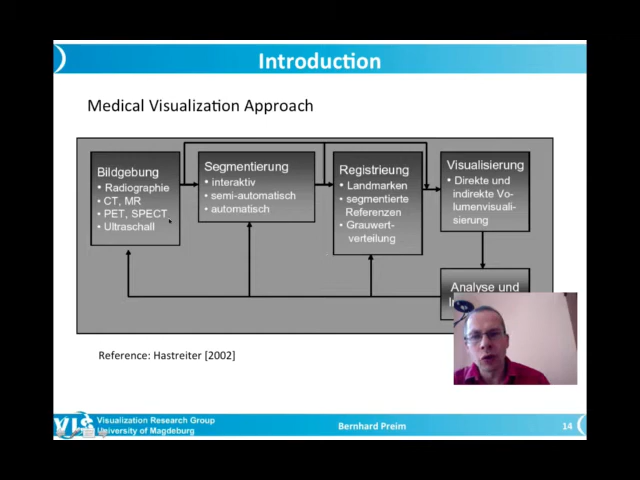 Introduction
Medical Visualization Approach
Bildgebung
• Radiographie
• CT, MR
• PET, SPECT
• Ultraschall
Segmentierung
• interaktiv
• semi-automatisch
• automatisch
Registrieung
• Landmarken
• segmentierte
Referenzen
• Grauwert-
verteilung
Visualisierung
• Direkte und
indirekte Vo-
lumenvisuali-
sierung
Analyse und
Reference: Hastreiter [2002]
VIS
Visualization Research Group
University of Magdeburg
Bernhard Preim
14